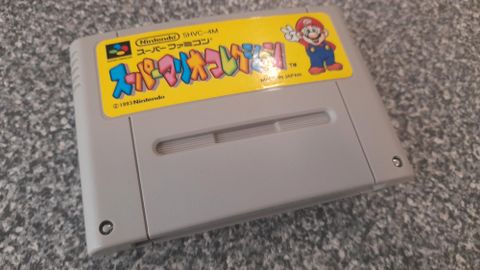 Nintendo SHVC-4M
スーパーファミコン
スーパーマリオコレクション TM
MADE IN JAPAN
© 1993 Nintendo